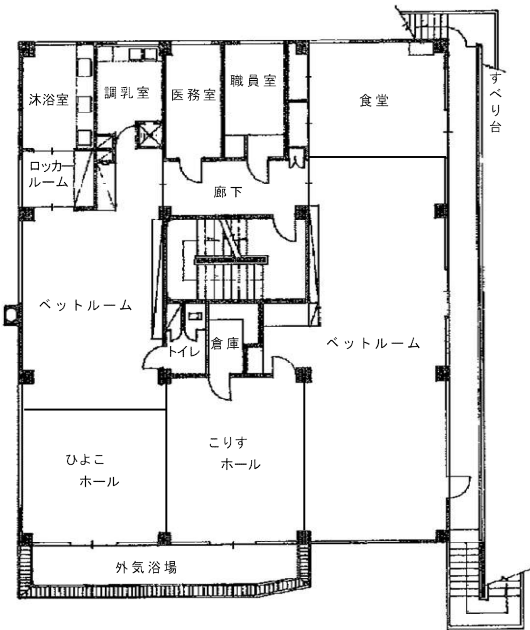 沐浴室
調乳室
医務室
職員室
食堂
すべり台
ロッカー
ルーム
廊下
ベットルーム
トイレ
倉庫
ベットルーム
ひよこ
ホール
こりす
ホール
外気浴場